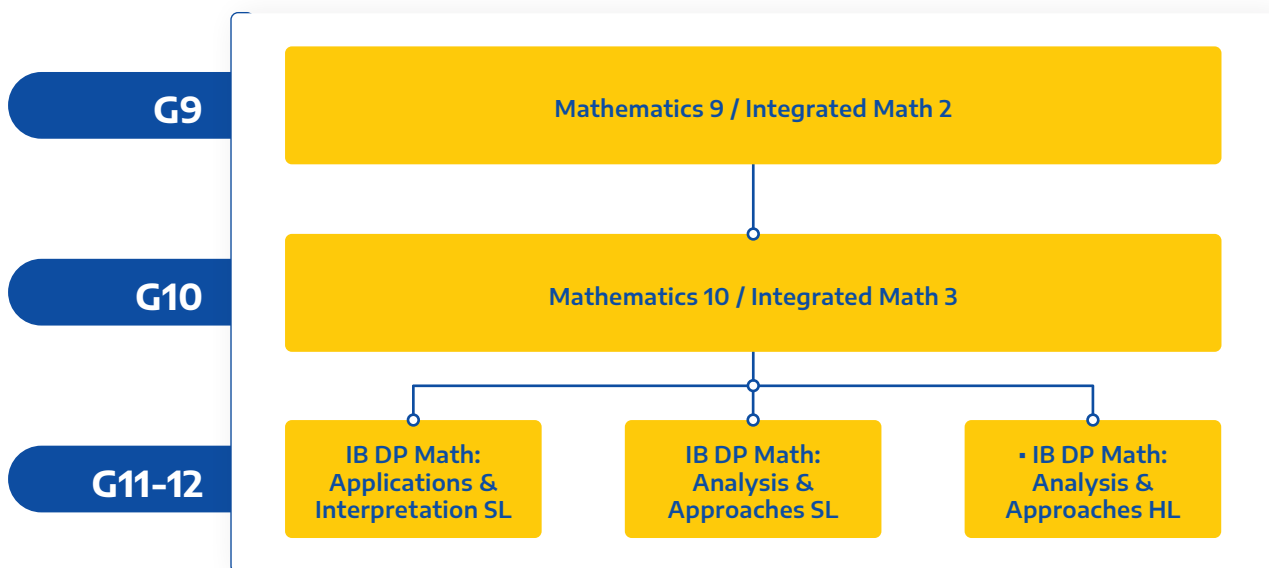 G9
Mathematics 9 / Integrated Math 2
G10
Mathematics 10 / Integrated Math 3
G11-12
IB DP Math:
Applications &
Interpretation SL
IB DP Math:
Analysis &
Approaches SL
▪ IB DP Math:
Analysis &
Approaches HL